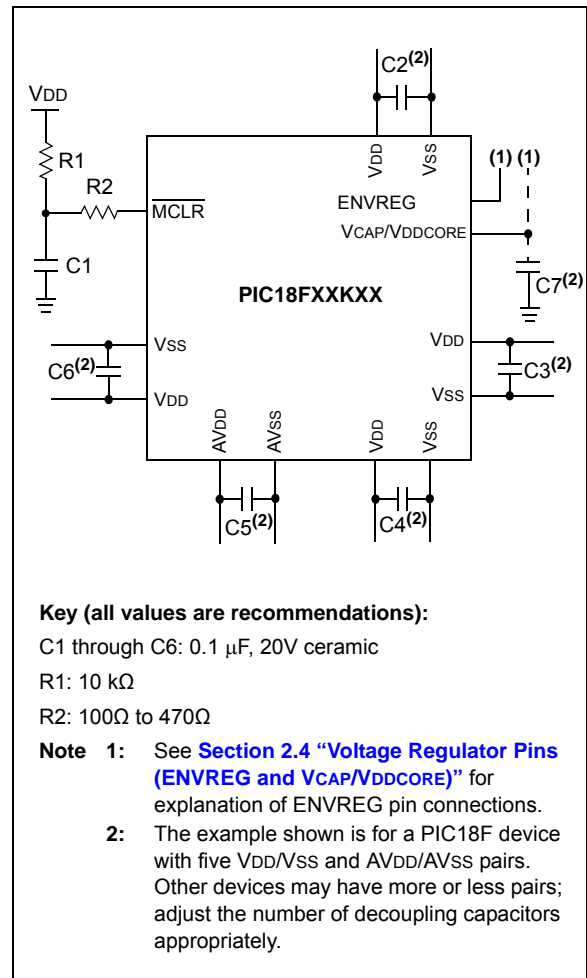 C2(2)
VDD
R1
R2
C1
MCLR
VDD
VSS
(1) (1)
ENVREG
VCAP/VDDCORE
C7(2)
PIC18FXXKXX
VSS
C6(2)
VDD
VDD
C3(2)
VSS
AVDD
AVSS
VDD
VSS
C5(2)
C4(2)
Key (all values are recommendations):
C1 through C6: 0.1 μF, 20V ceramic
R1: 10 kΩ
R2: 100Ω to 470Ω
Note 1: See Section 2.4 “Voltage Regulator Pins
(ENVREG and VCAP/VDDCORE)” for
explanation of ENVREG pin connections.
2: The example shown is for a PIC18F device
with five VDD/VSS and AVDD/AVSS pairs.
Other devices may have more or less pairs;
adjust the number of decoupling capacitors
appropriately.